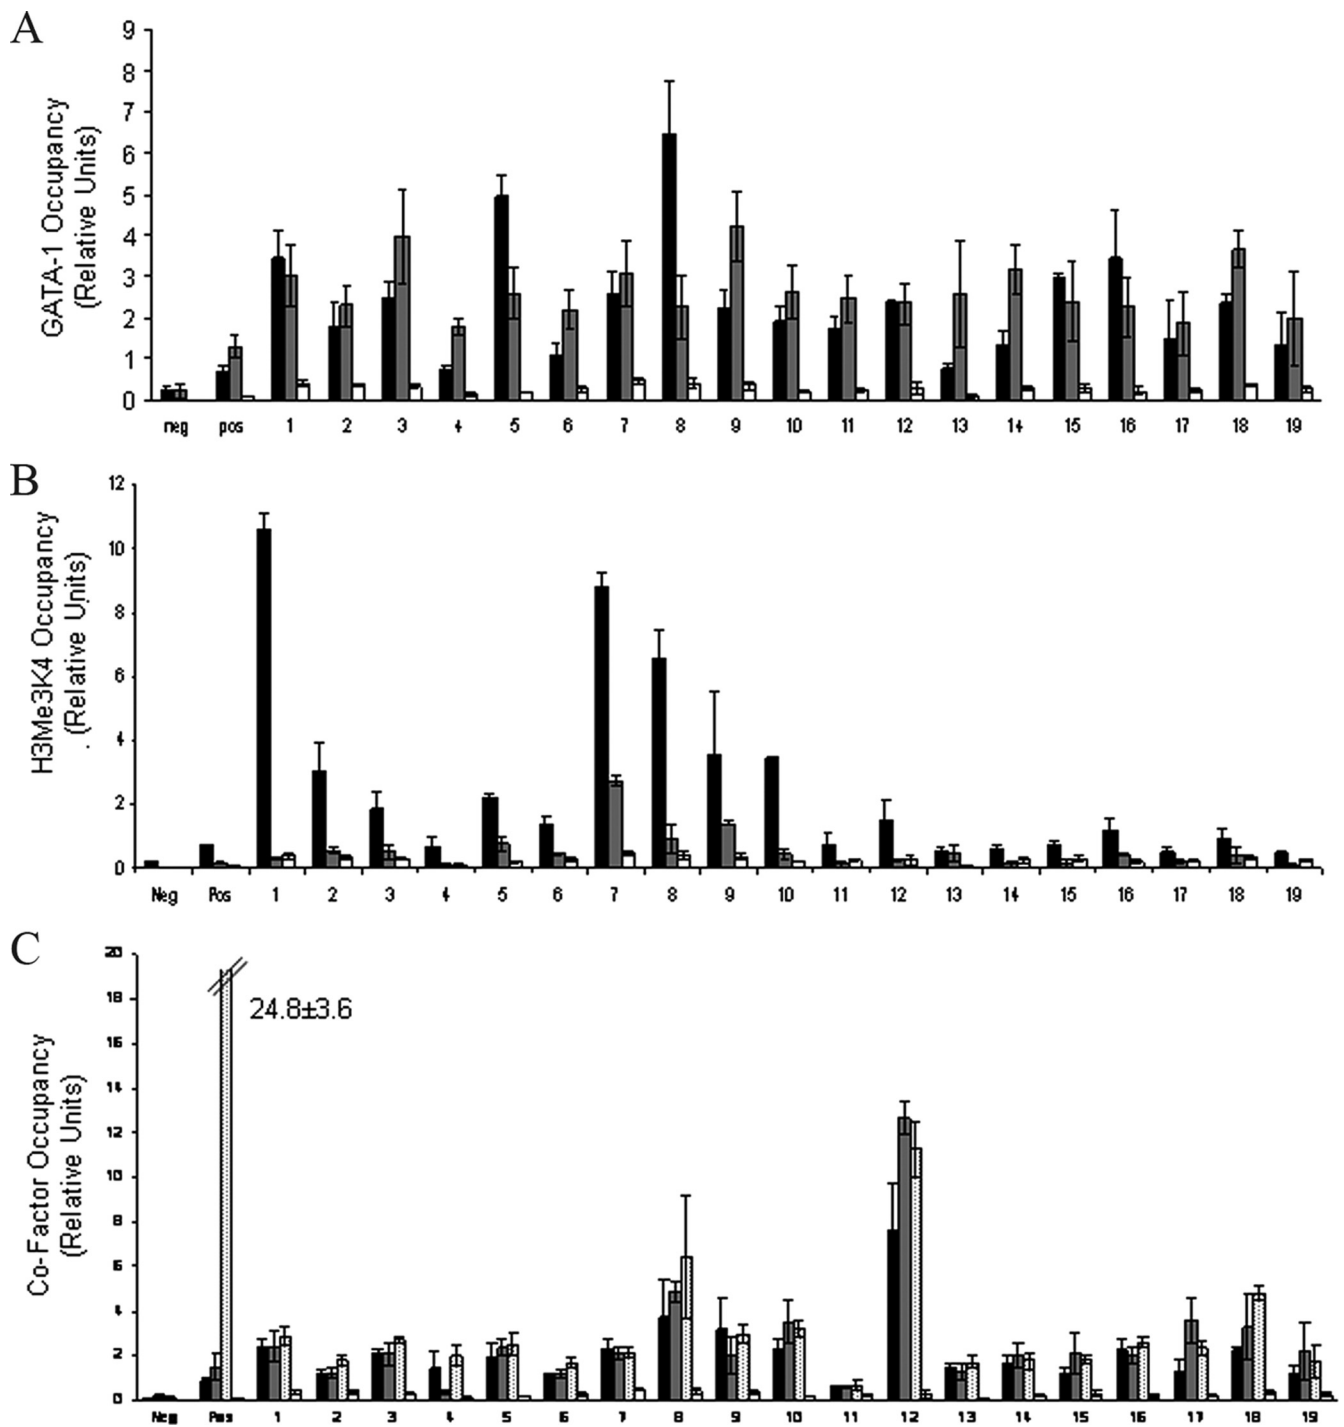 A
9
8
7
6
5
4
3
2
1
0
GATA-1 Occupancy
(Relative Units)
neg pos 1 2 3 4 5 6 7 8 9 10 11 12 13 14 15 16 17 18 19
B
12
10
8
6
4
2
0
H3Me3K4 Occupancy
. (Relative Units)
Neg Pos 1 2 3 4 5 6 7 8 9 10 11 12 13 14 15 16 17 18 19
C
20
18
16
14
12
10
8
6
4
2
0
Co-Factor Occupancy
(Relative Units)
24.8±3.6
Neg Pos 1 2 3 4 5 6 7 8 9 10 11 12 13 14 15 16 17 18 19